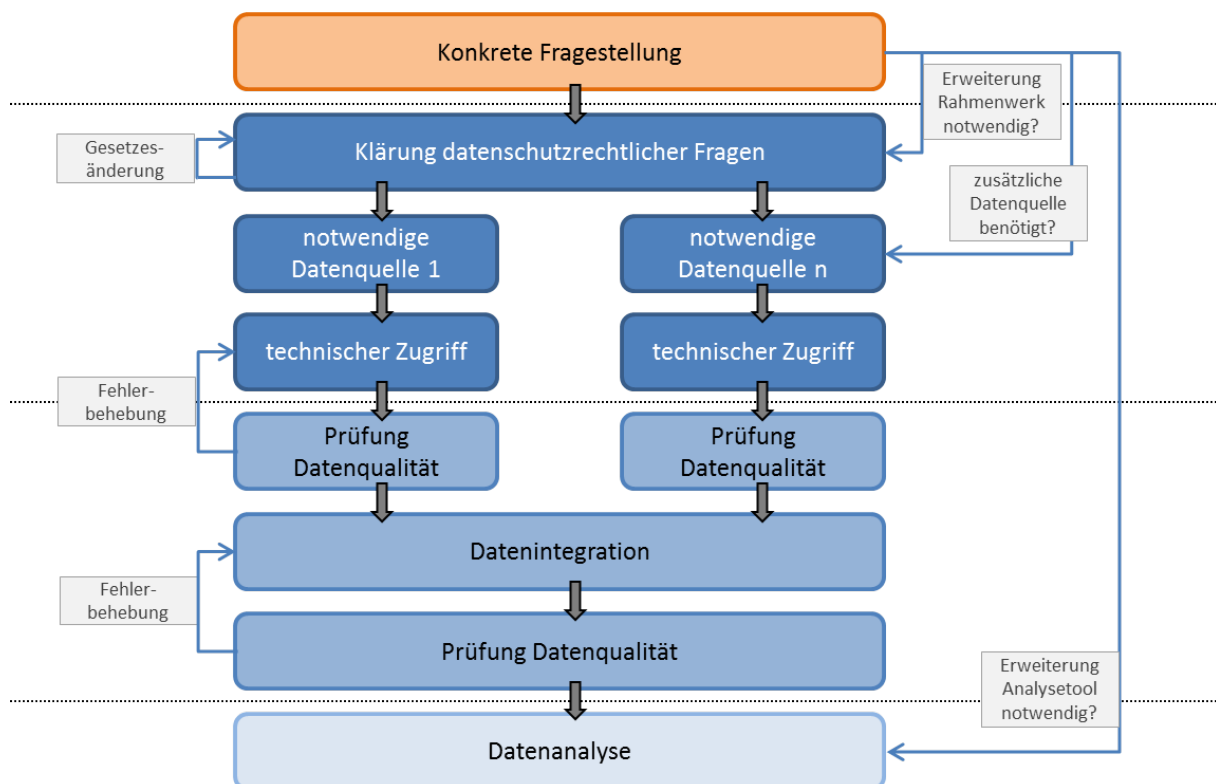 Konkrete Fragestellung
Erweiterung
Rahmenwerk
notwendig?
Gesetzes-
änderung
Klärung datenschutzrechtlicher Fragen
zusätzliche
Datenquelle
benötigt?
notwendige
Datenquelle 1
notwendige
Datenquelle n
technischer Zugriff
technischer Zugriff
Fehler-
behebung
Prüfung
Datenqualität
Prüfung
Datenqualität
Datenintegration
Fehler-
behebung
Prüfung Datenqualität
Erweiterung
Analysetool
notwendig?
Datenanalyse